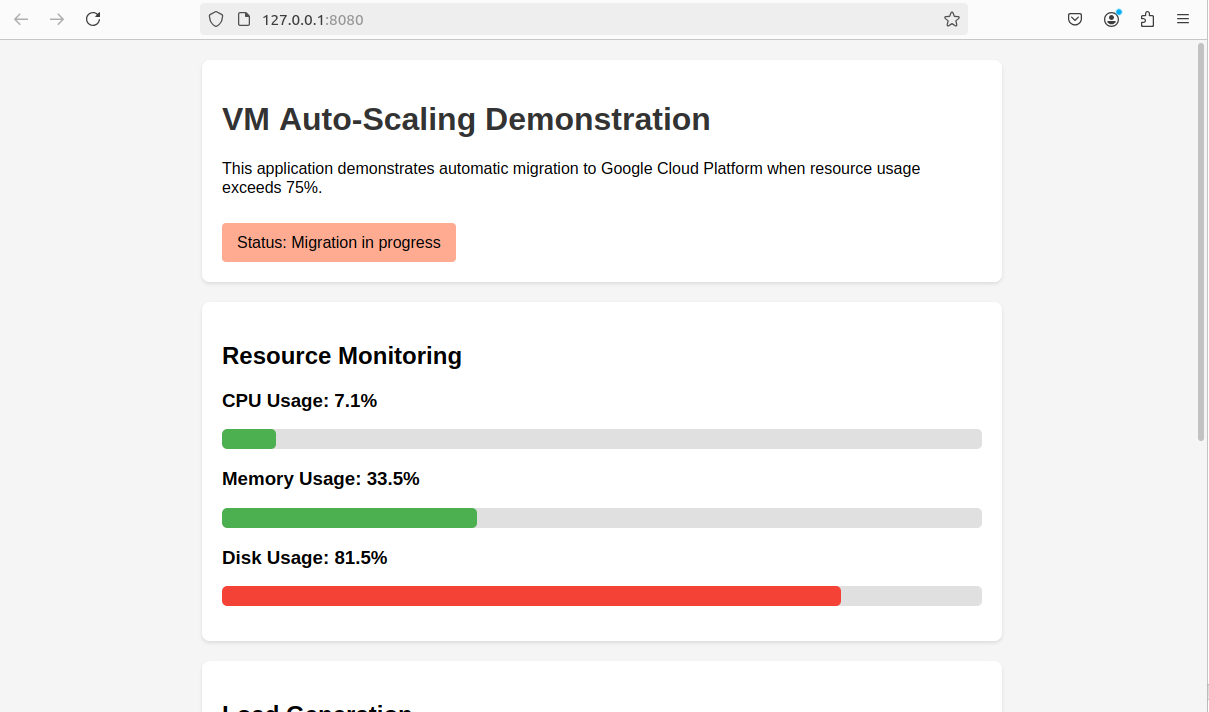 127.0.0.1:8080
VM Auto-Scaling Demonstration
This application demonstrates automatic migration to Google Cloud Platform when resource usage
exceeds 75%.
Status: Migration in progress
Resource Monitoring
CPU Usage: 7.1%
Memory Usage: 33.5%
Disk Usage: 81.5%
Load Generation